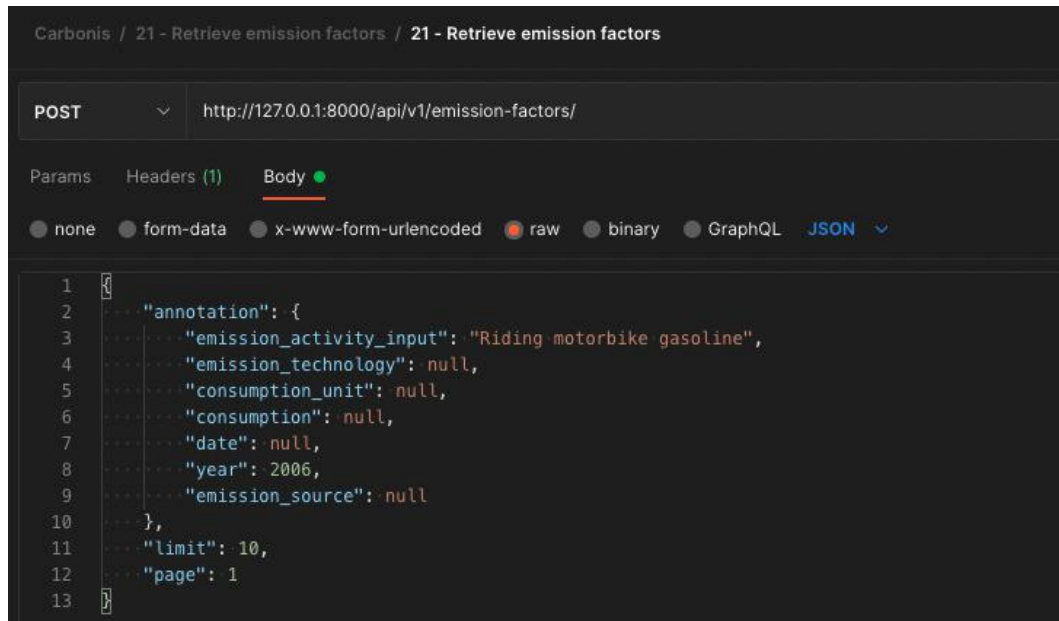 Carbonis / 21 - Retrieve emission factors / 21 - Retrieve emission factors
POST http://127.0.0.1:8000/api/v1/emission-factors/
Params Headers (1) Body
none form-data x-www-form-urlencoded raw binary GraphQL JSON
1 {
2 "annotation": {
3 "emission_activity_input": "Riding motorbike gasoline",
4 "emission_technology": null,
5 "consumption_unit": null,
6 "consumption": null,
7 "date": null,
8 "year": 2006,
9 "emission_source": null
10 },
11 "limit": 10,
12 "page": 1
13 }